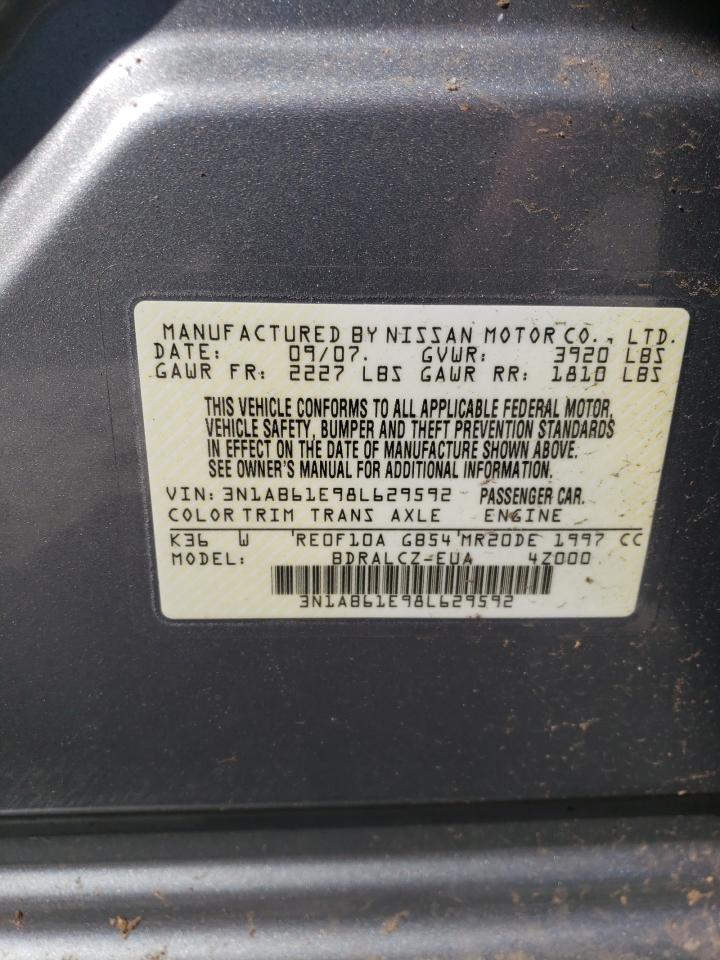 MANUFACTURED BY NISSAN MOTOR CO., LTD.
DATE: 09/07. GVWR: 3920 LBS
GAWR FR: 2227 LBS GAWR RR: 1810 LBS
THIS VEHICLE CONFORMS TO ALL APPLICABLE FEDERAL MOTOR,
VEHICLE SAFETY, BUMPER AND THEFT PREVENTION STANDARDS
IN EFFECT ON THE DATE OF MANUFACTURE SHOWN ABOVE.
SEE OWNER'S MANUAL FOR ADDITIONAL INFORMATION.
VIN: 3N1AB61E98L629592 PASSENGER CAR.
COLOR TRIM TRANS AXLE ENGINE
K36 W RE0F10A GB54 MR20DE 1997 CC
MODEL: BDRALCZ-EUA 4Z000
3N1AB61E98L629592